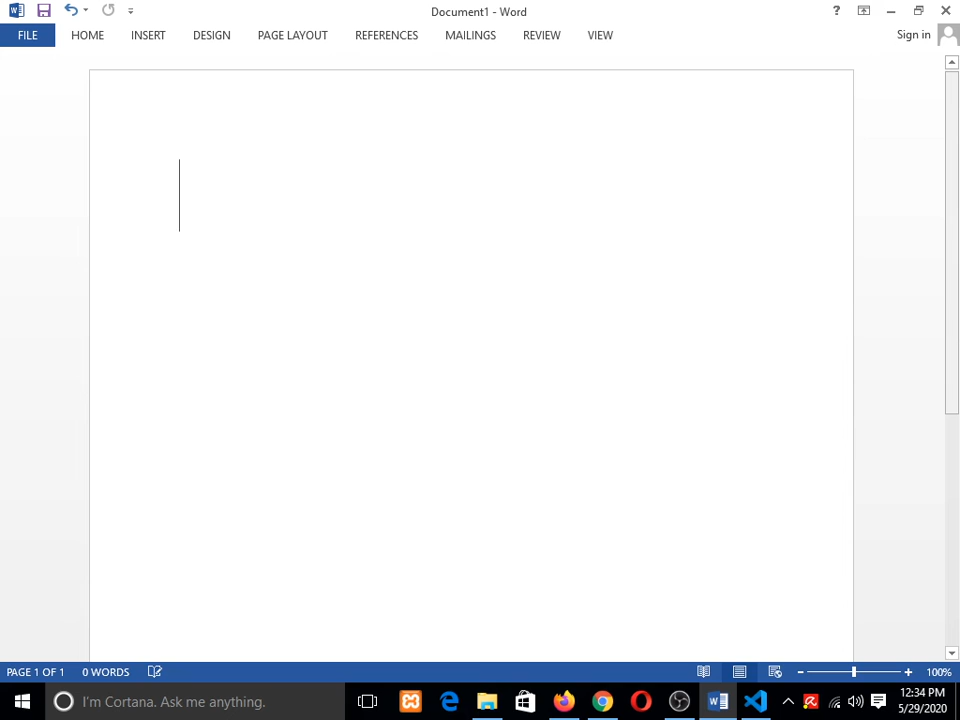 Document1 - Word
?
FILE HOME INSERT DESIGN PAGE LAYOUT REFERENCES MAILINGS REVIEW VIEW Sign in
PAGE 1 OF 1 0 WORDS 100%
I'm Cortana. Ask me anything.
12:34 PM
5/29/2020